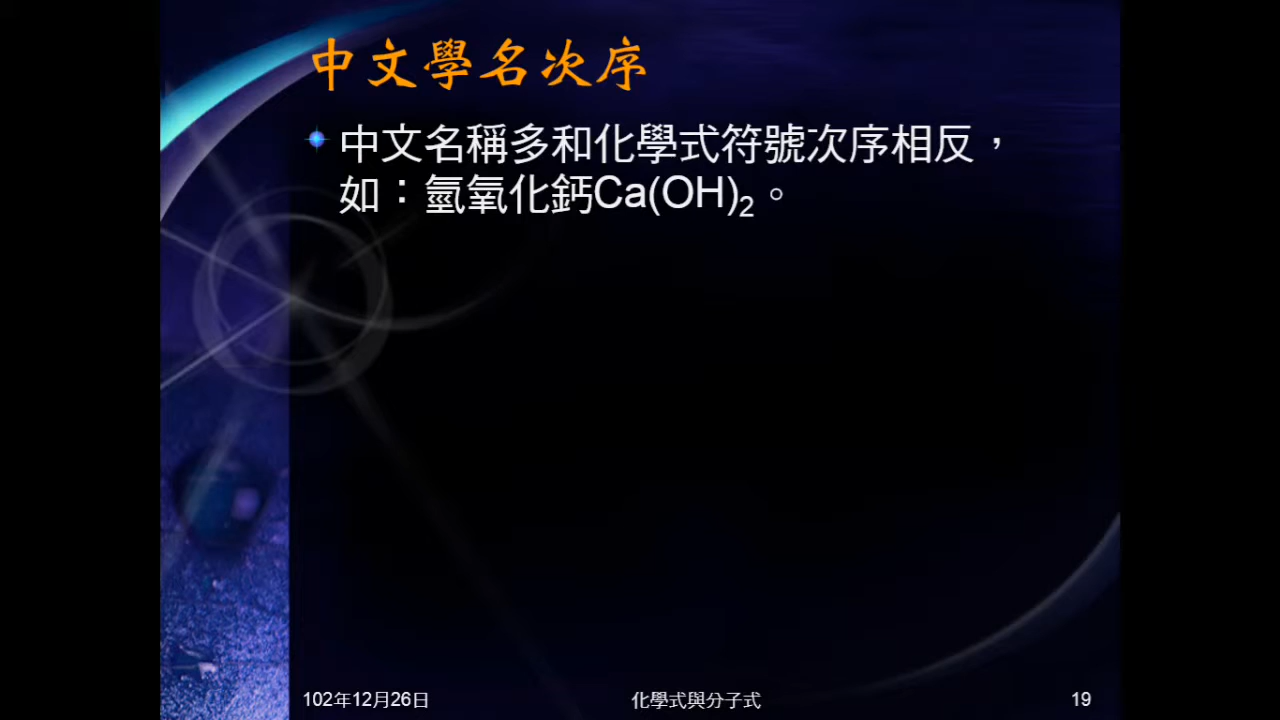 中文學名次序
中文名稱多和化學式符號次序相反，
如：氫氧化鈣Ca(OH)₂。
102年12月26日
化學式與分子式
19